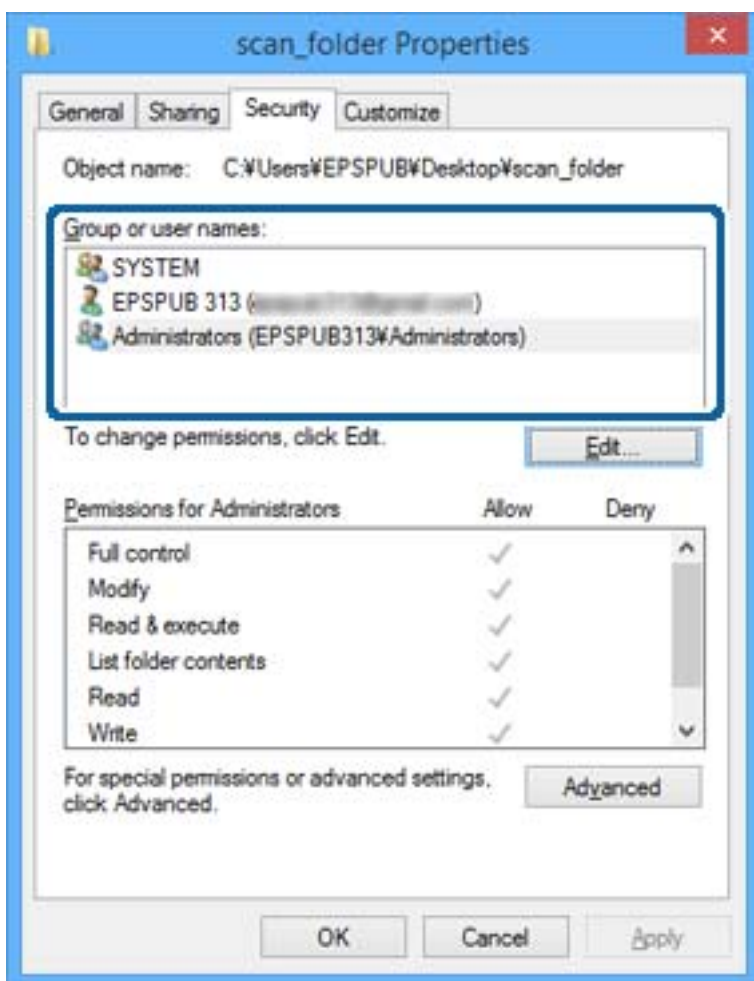 scan_folder Properties
General Sharing Security Customize
Object name: C:¥Users¥EPSPUB¥Desktop¥scan_folder
Group or user names:
SYSTEM
EPSPUB 313 ( )
Administrators (EPSPUB313¥Administrators)
To change permissions, click Edit.
Edit...
Permissions for Administrators Allow Deny
Full control
Modify
Read & execute
List folder contents
Read
Write
For special permissions or advanced settings,
click Advanced.
Advanced
OK Cancel Apply